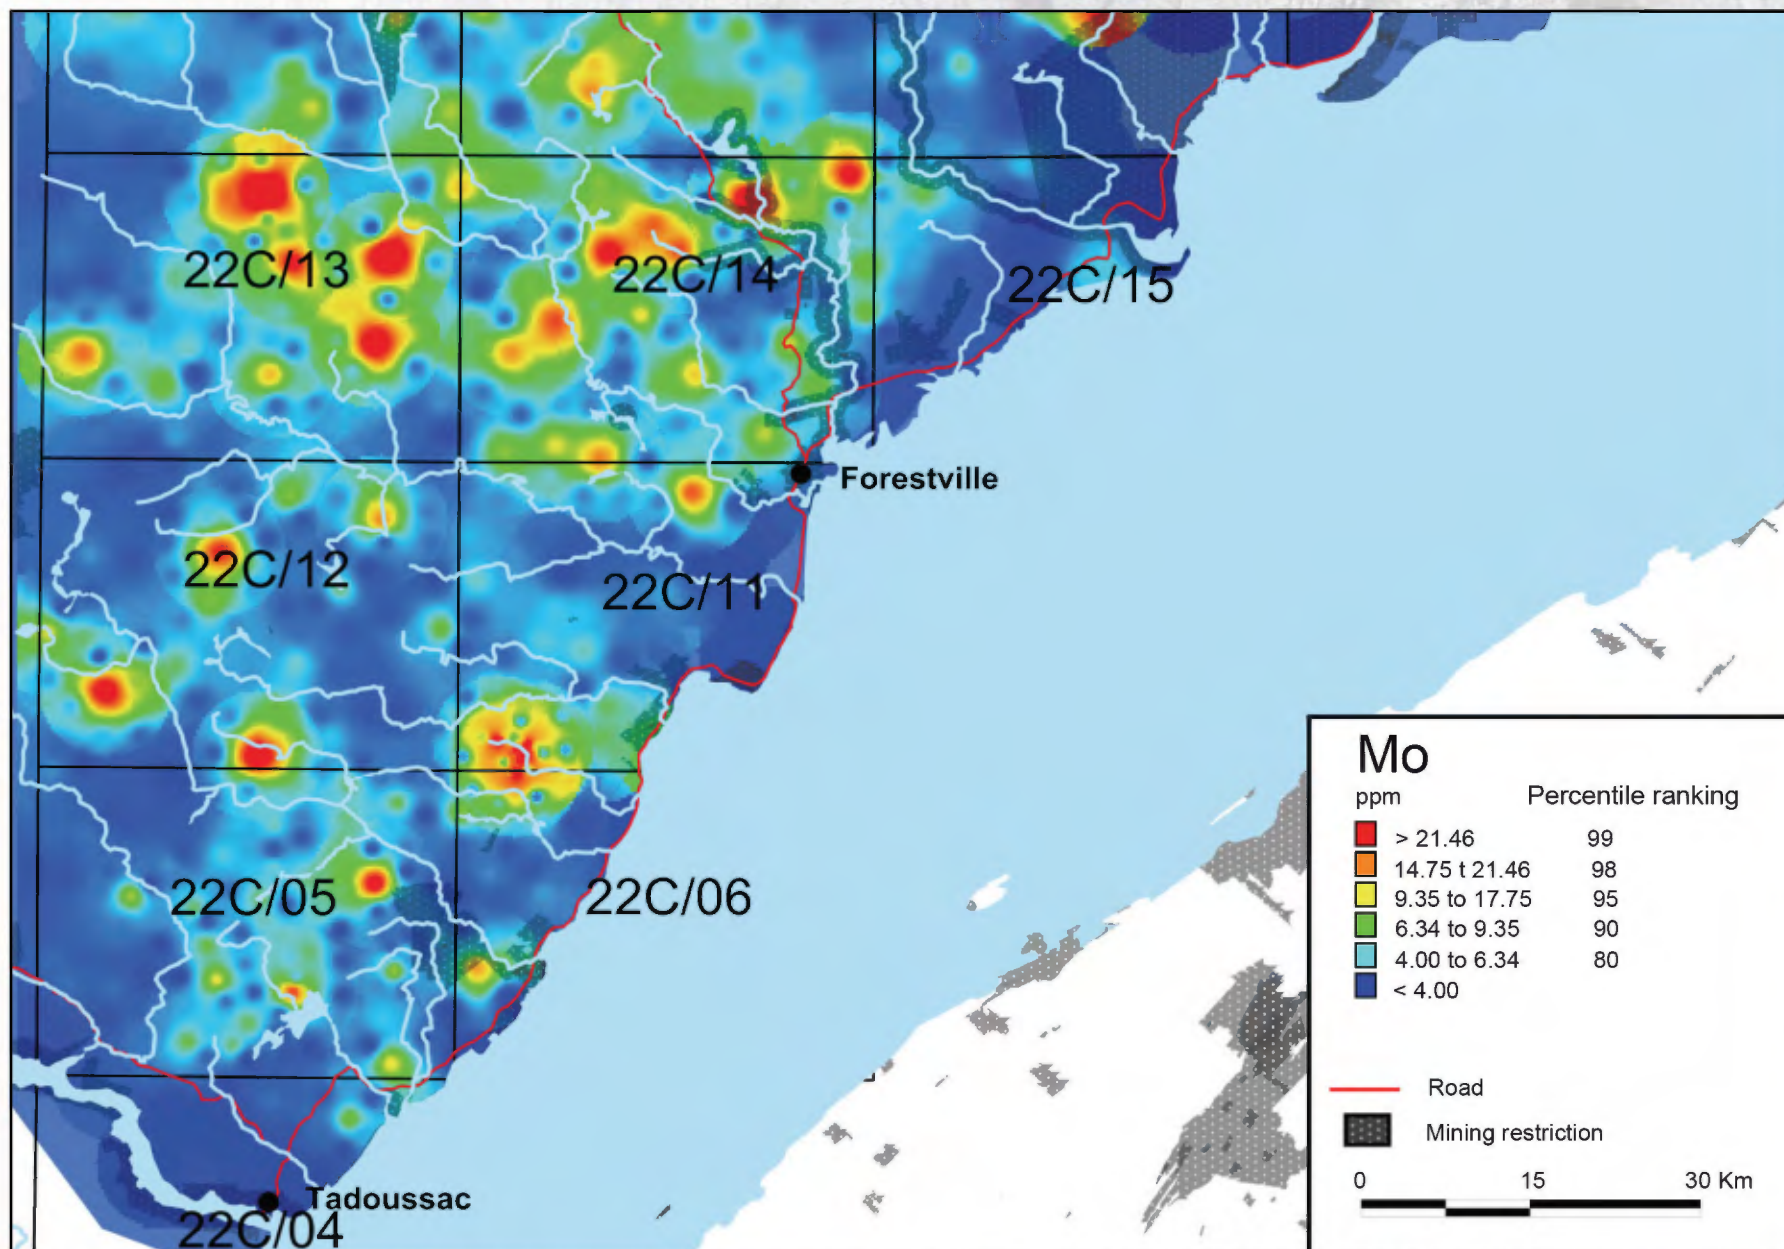 22C/13
22C/14
22C/15
Forestville
22C/12
22C/11
22C/05
22C/06
Tadoussac
22C/04
Mo
ppm Percentile ranking
> 21.46 99
14.75 t 21.46 98
9.35 to 17.75 95
6.34 to 9.35 90
4.00 to 6.34 80
< 4.00
Road
Mining restriction
0 15 30 Km